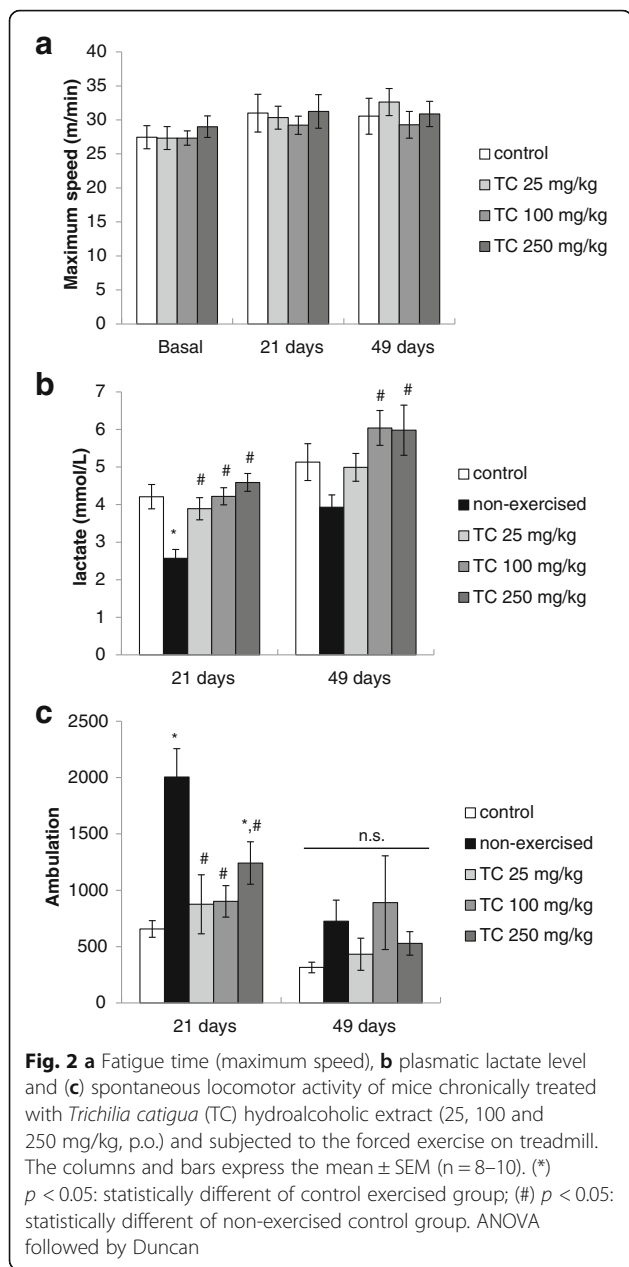 a
Maximum speed (m/min)
40
35
30
25
20
15
10
5
0
Basal
21 days
49 days
control
TC 25 mg/kg
TC 100 mg/kg
TC 250 mg/kg
b
lactate (mmol/L)
7
6
5
4
3
2
1
0
*
#
#
#
#
#
21 days
49 days
control
non-exercised
TC 25 mg/kg
TC 100 mg/kg
TC 250 mg/kg
c
Ambulation
2500
2000
1500
1000
500
0
*
#
#
*,#
n.s.
21 days
49 days
control
non-exercised
TC 25 mg/kg
TC 100 mg/kg
TC 250 mg/kg
Fig. 2 a Fatigue time (maximum speed), b plasmatic lactate level
and (c) spontaneous locomotor activity of mice chronically treated
with Trichilia catigua (TC) hydroalcoholic extract (25, 100 and
250 mg/kg, p.o.) and subjected to the forced exercise on treadmill.
The columns and bars express the mean ± SEM (n = 8–10). (*)
p < 0.05: statistically different of control exercised group; (#) p < 0.05:
statistically different of non-exercised control group. ANOVA
followed by Duncan